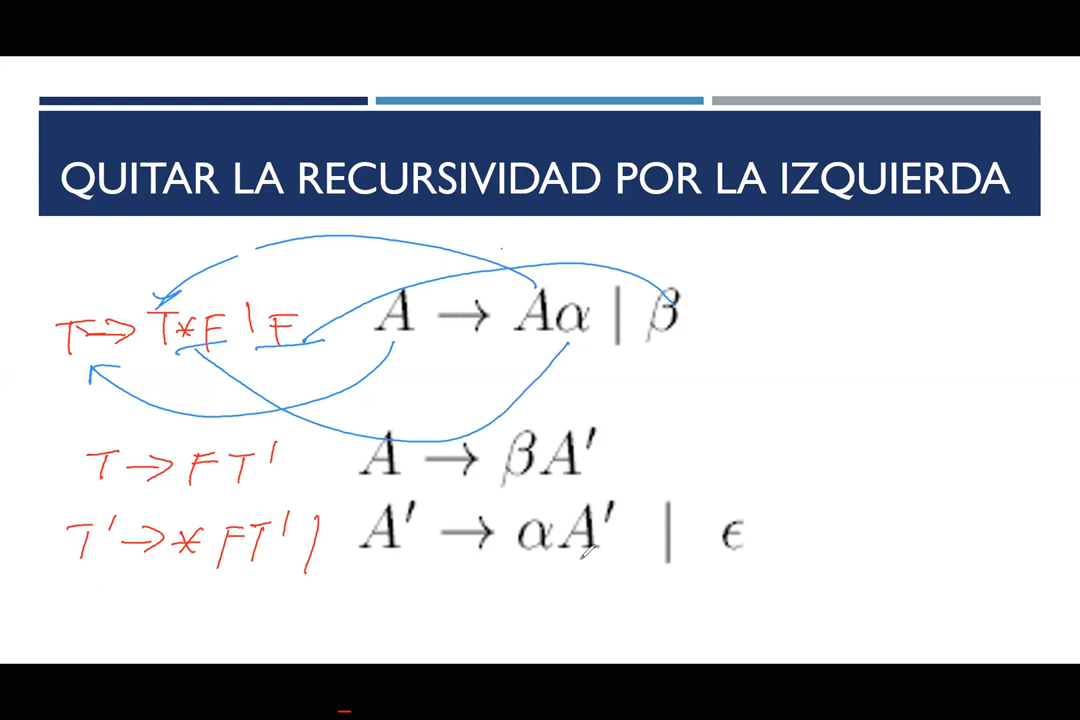 QUITAR LA RECURSIVIDAD POR LA IZQUIERDA
T → T*F | F
A → Aα | β
T → FT'
A → βA'
T' → *FT' |
A' → αA' | ϵ